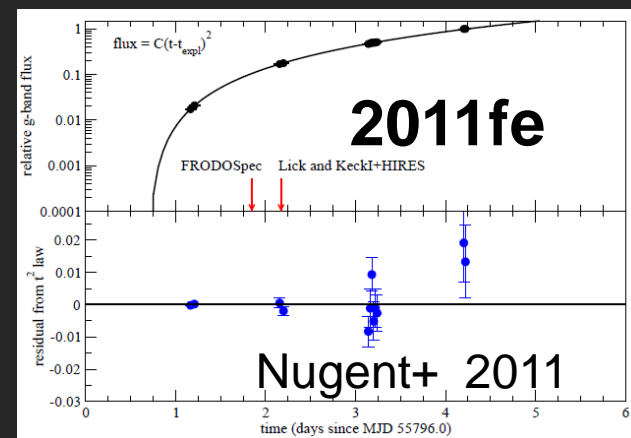 flux = C(t-t_expl)^2
2011fe
FRODOSpec Lick and KeckI+HIRES
relative g-band flux
1
0.1
0.01
0.001
0.0001
residual from t^2 law
0.02
0.01
0
-0.01
-0.02
-0.03
Nugent+ 2011
0 1 2 3 4 5 6
time (days since MJD 55796.0)